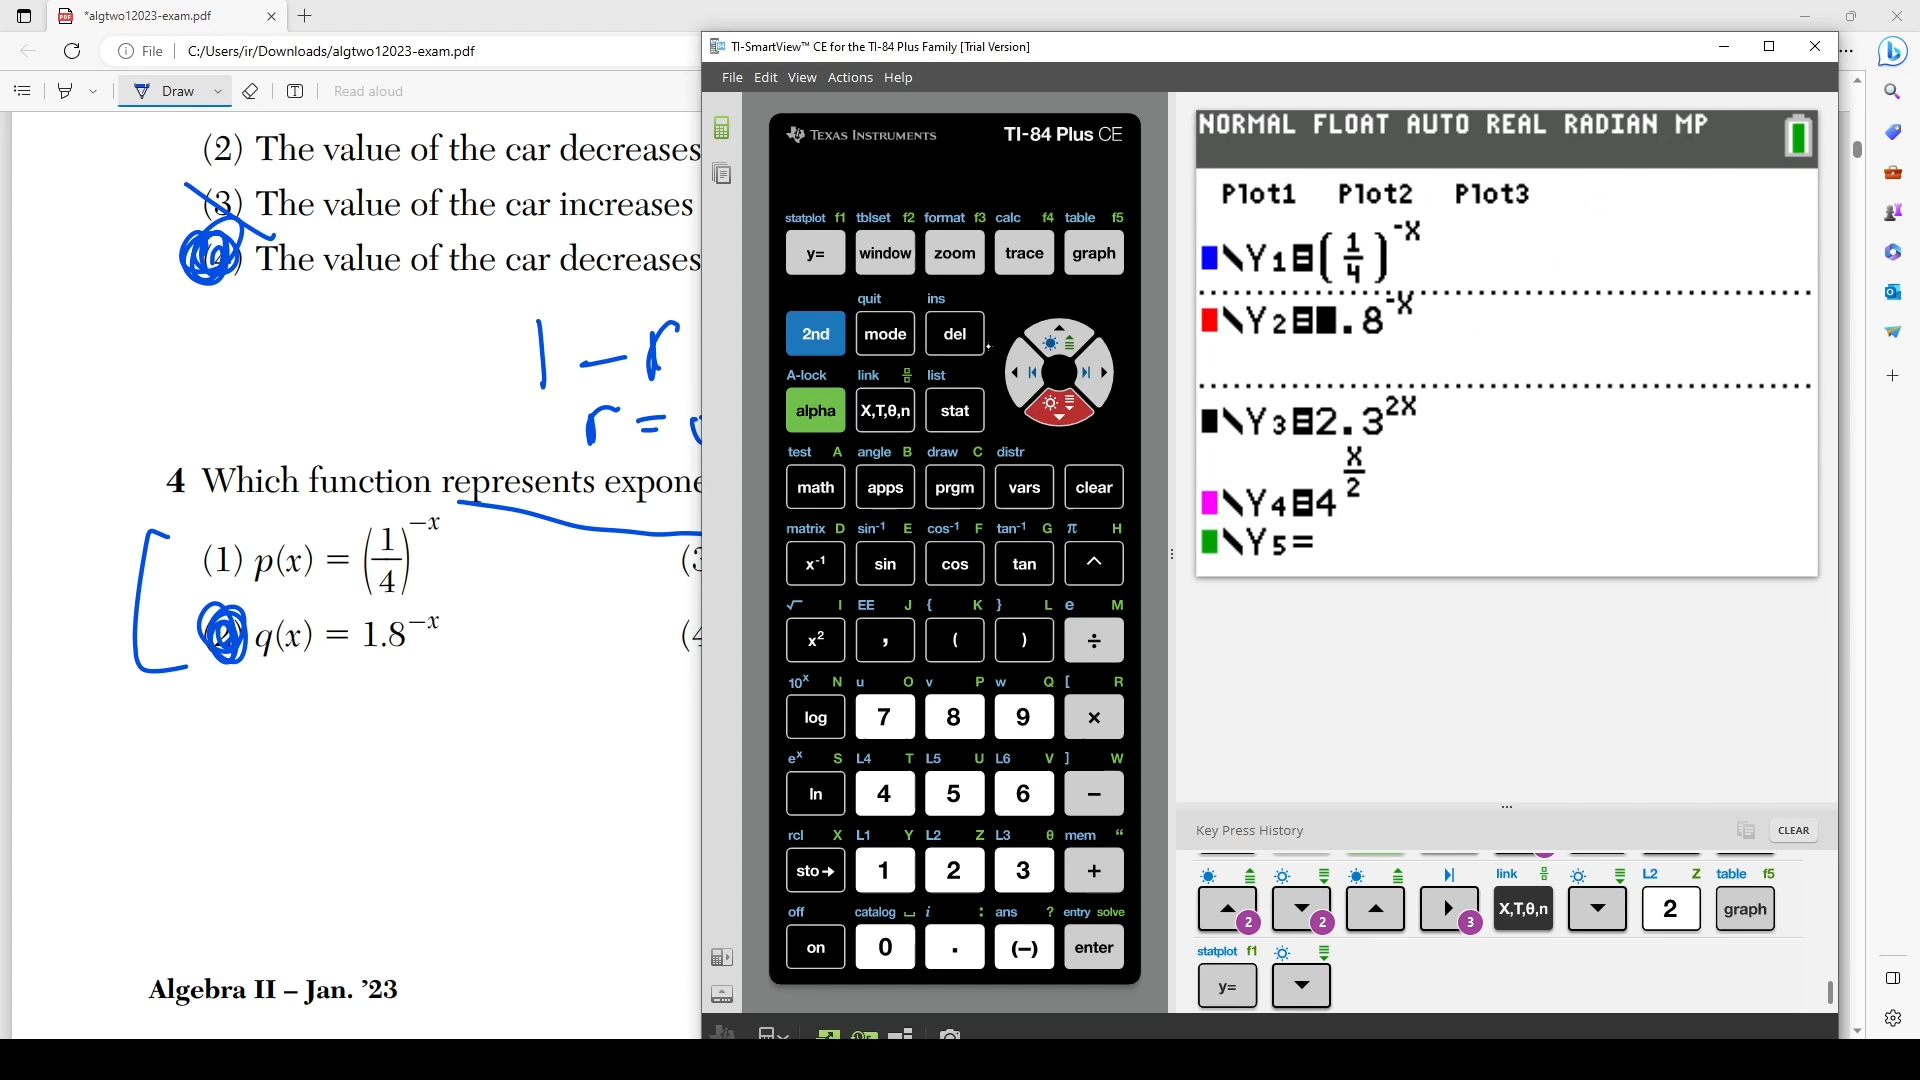 *algtwo12023-exam.pdf
File
C:/Users/ir/Downloads/algtwo12023-exam.pdf
Draw
Read aloud
(2) The value of the car decreases
(3) The value of the car increases
The value of the car decreases
1 – r
r =
4 Which function represents expone
(1) p(x) = (1/4)^-x
q(x) = 1.8^-x
Algebra II – Jan. ’23
TI-SmartView™ CE for the TI-84 Plus Family [Trial Version]
File Edit View Actions Help
TEXAS INSTRUMENTS TI-84 Plus CE
statplot f1 tblset f2 format f3 calc f4 table f5
y= window zoom trace graph
quit ins
2nd mode del
A-lock link list
alpha X,T,θ,n stat
test A angle B draw C distr
math apps prgm vars clear
matrix D sin⁻¹ E cos⁻¹ F tan⁻¹ G π H
x⁻¹ sin cos tan ^
√ I EE J { K } L e M
x² , ( ) ÷
10ˣ N u O v P w Q [ R
log 7 8 9 ×
eˣ S L4 T L5 U L6 V ] W
ln 4 5 6 −
rcl X L1 Y L2 Z L3 θ mem “
sto→ 1 2 3 +
off catalog i : ans ? entry solve
on 0 . (–) enter
NORMAL FLOAT AUTO REAL RADIAN MP
Plot1 Plot2 Plot3
\Y1=(1/4)^-X
\Y2=.8^-X
\Y3=2.3^2X
\Y4=4^X/2
\Y5=
Key Press History
CLEAR
link L2 Z table f5
2 2 3 X,T,θ,n 2 graph
statplot f1
y=